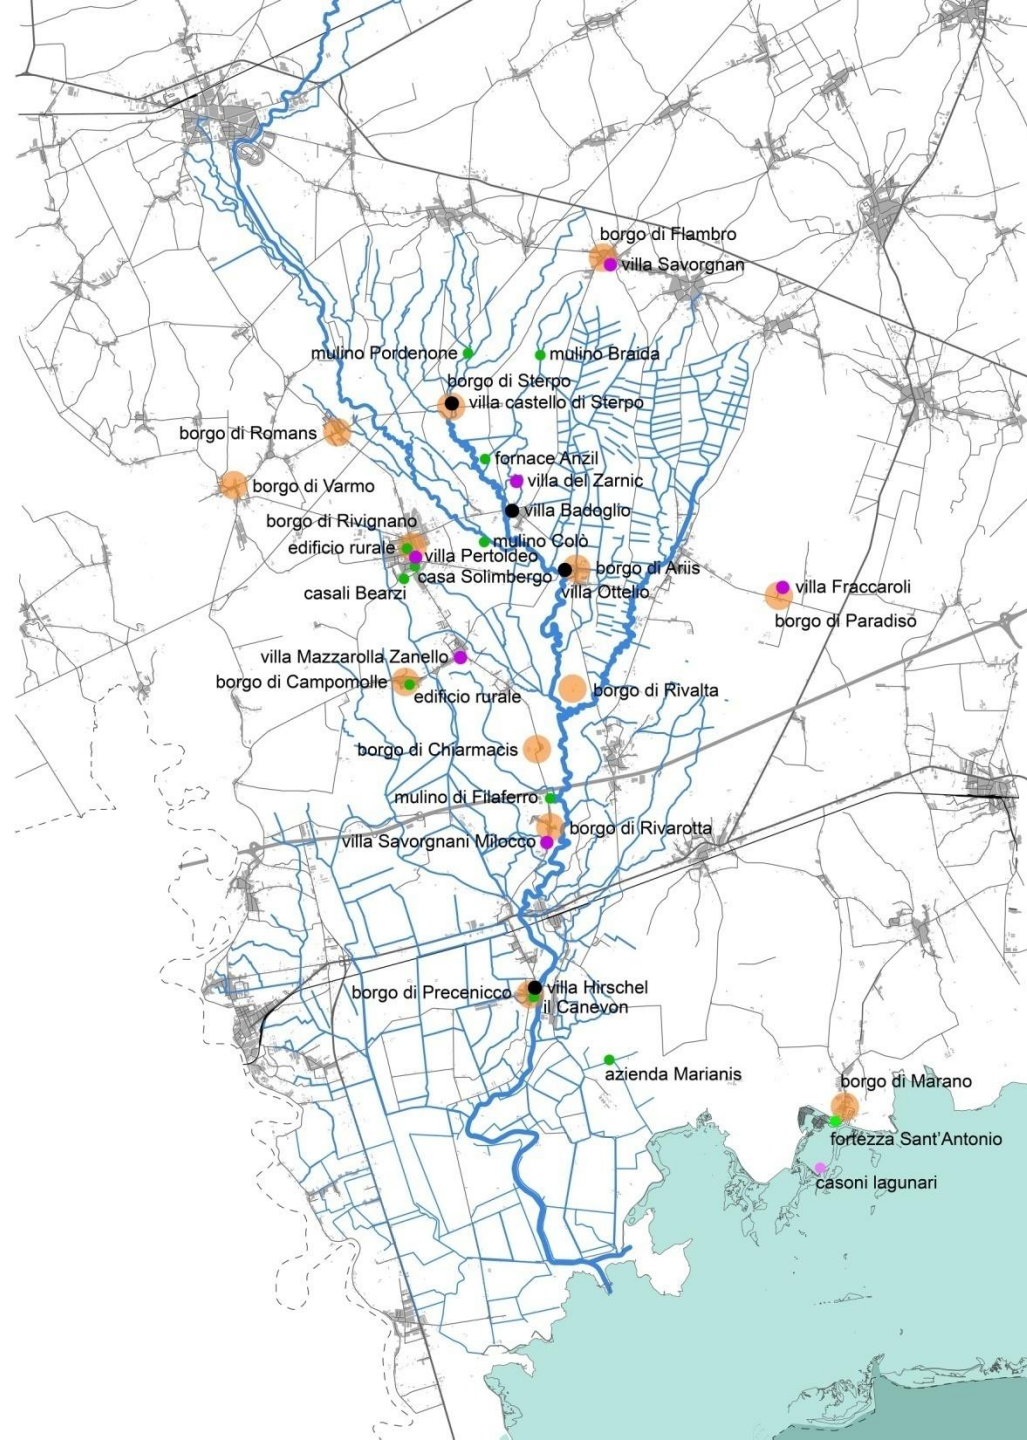 borgo di Flambro
villa Savorgnan
mulino Pordenone
mulino Braida
borgo di Sterpo
villa castello di Sterpo
borgo di Romans
fornace Anzil
villa del Zarnic
borgo di Varmo
villa Badoglio
borgo di Rivignano
mulino Colò
edificio rurale
villa Pertoldeo
borgo di Ariis
casa Solimbergo
villa Ottelio
casali Bearzi
villa Fraccaroli
borgo di Paradiso
villa Mazzarolla Zanello
borgo di Campomolle
edificio rurale
borgo di Rivalta
borgo di Chiarmacis
mulino di Filaferro
borgo di Rivarotta
villa Savorgnani Milocco
villa Hirschel
borgo di Precenicco
il Canevon
azienda Marianis
borgo di Marano
fortezza Sant'Antonio
casoni lagunari